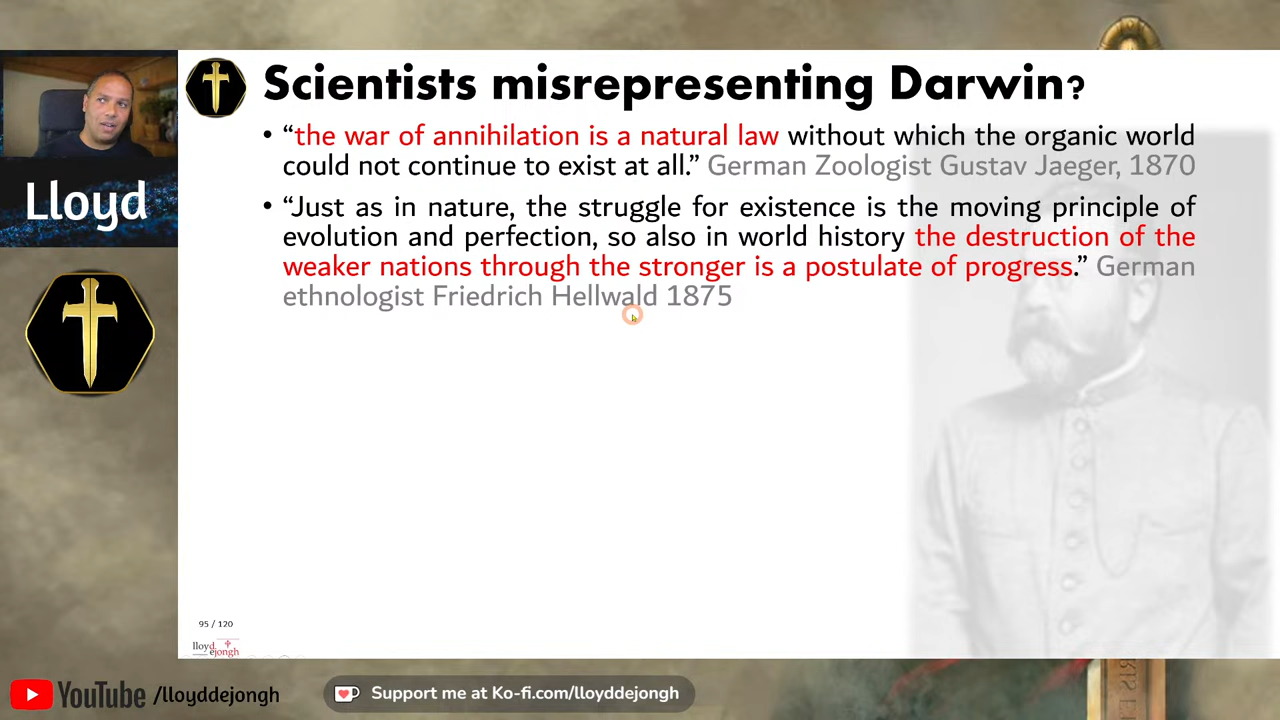 Scientists misrepresenting Darwin?
• “the war of annihilation is a natural law without which the organic world
could not continue to exist at all.” German Zoologist Gustav Jaeger, 1870
• “Just as in nature, the struggle for existence is the moving principle of
evolution and perfection, so also in world history the destruction of the
weaker nations through the stronger is a postulate of progress.” German
ethnologist Friedrich Hellwald 1875
Lloyd
95 / 120
lloyd
ejongh
YouTube /lloyddejongh
Support me at Ko-fi.com/lloyddejongh